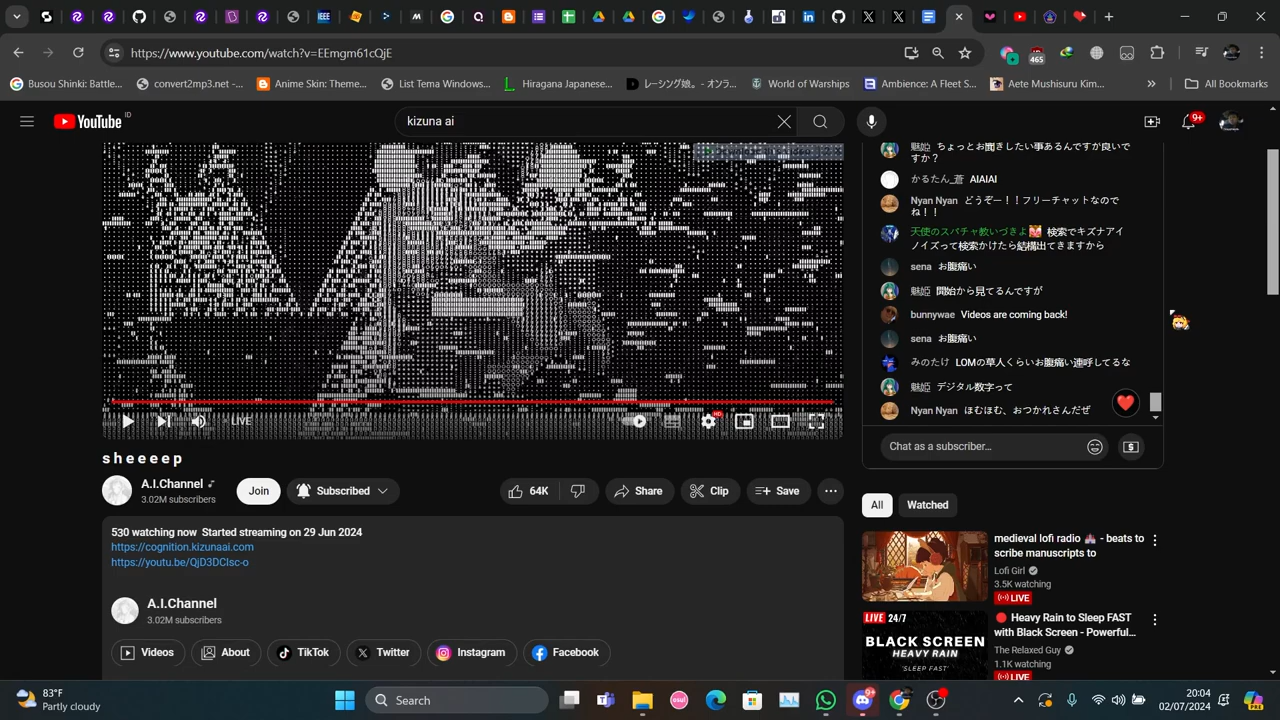 https://www.youtube.com/watch?v=EEmgm61cQjE
465
Busou Shinki: Battle...
convert2mp3.net -...
Anime Sin: Theme...
List Tema Windows...
Hiragana Japanese...
レーシング娘。- オンラ...
World of Warships
Ambience: A Fleet S...
Aete Mushisuru Kim...
All Bookmarks
YouTube ID
kizuna ai
9+
魅姫 ちょっとお聞きしたい事あるんですが良いで
すか？
かるたん_蒼 AIAIAI
Nyan Nyan どうぞー！！フリーチャットなので
ね！！
天使のスパチャ教いづきよ 検索でキズナアイ
ノイズって検索かけたら結構出てきますから
sena お腹痛い
魅姫 開始から見てるんですが
bunnywae Videos are coming back!
sena お腹痛い
みのたけ LOMの草人くらいお腹痛い連呼してるな
魅姫 デジタル数字って
Nyan Nyan ほむほむ、おつかれさんだぜ
Chat as a subscriber...
LIVE
HD
s h e e e e p
A.I.Channel
3.02M subscribers
Join
Subscribed
64K
Share
Clip
Save
530 watching now Started streaming on 29 Jun 2024
https://cognition.kizunaai.com
https://youtu.be/QjD3DCIsc-o
A.I.Channel
3.02M subscribers
Videos
About
TikTok
Twitter
Instagram
Facebook
All
Watched
medieval lofi radio - beats to
scribe manuscripts to
Lofi Girl
3.5K watching
LIVE
LIVE 24/7
BLACK SCREEN
HEAVY RAIN
'SLEEP FAST'
Heavy Rain to Sleep FAST
with Black Screen - Powerful...
The Relaxed Guy
1.1K watching
LIVE
83°F
Partly cloudy
Search
osu!
9+
20:04
02/07/2024